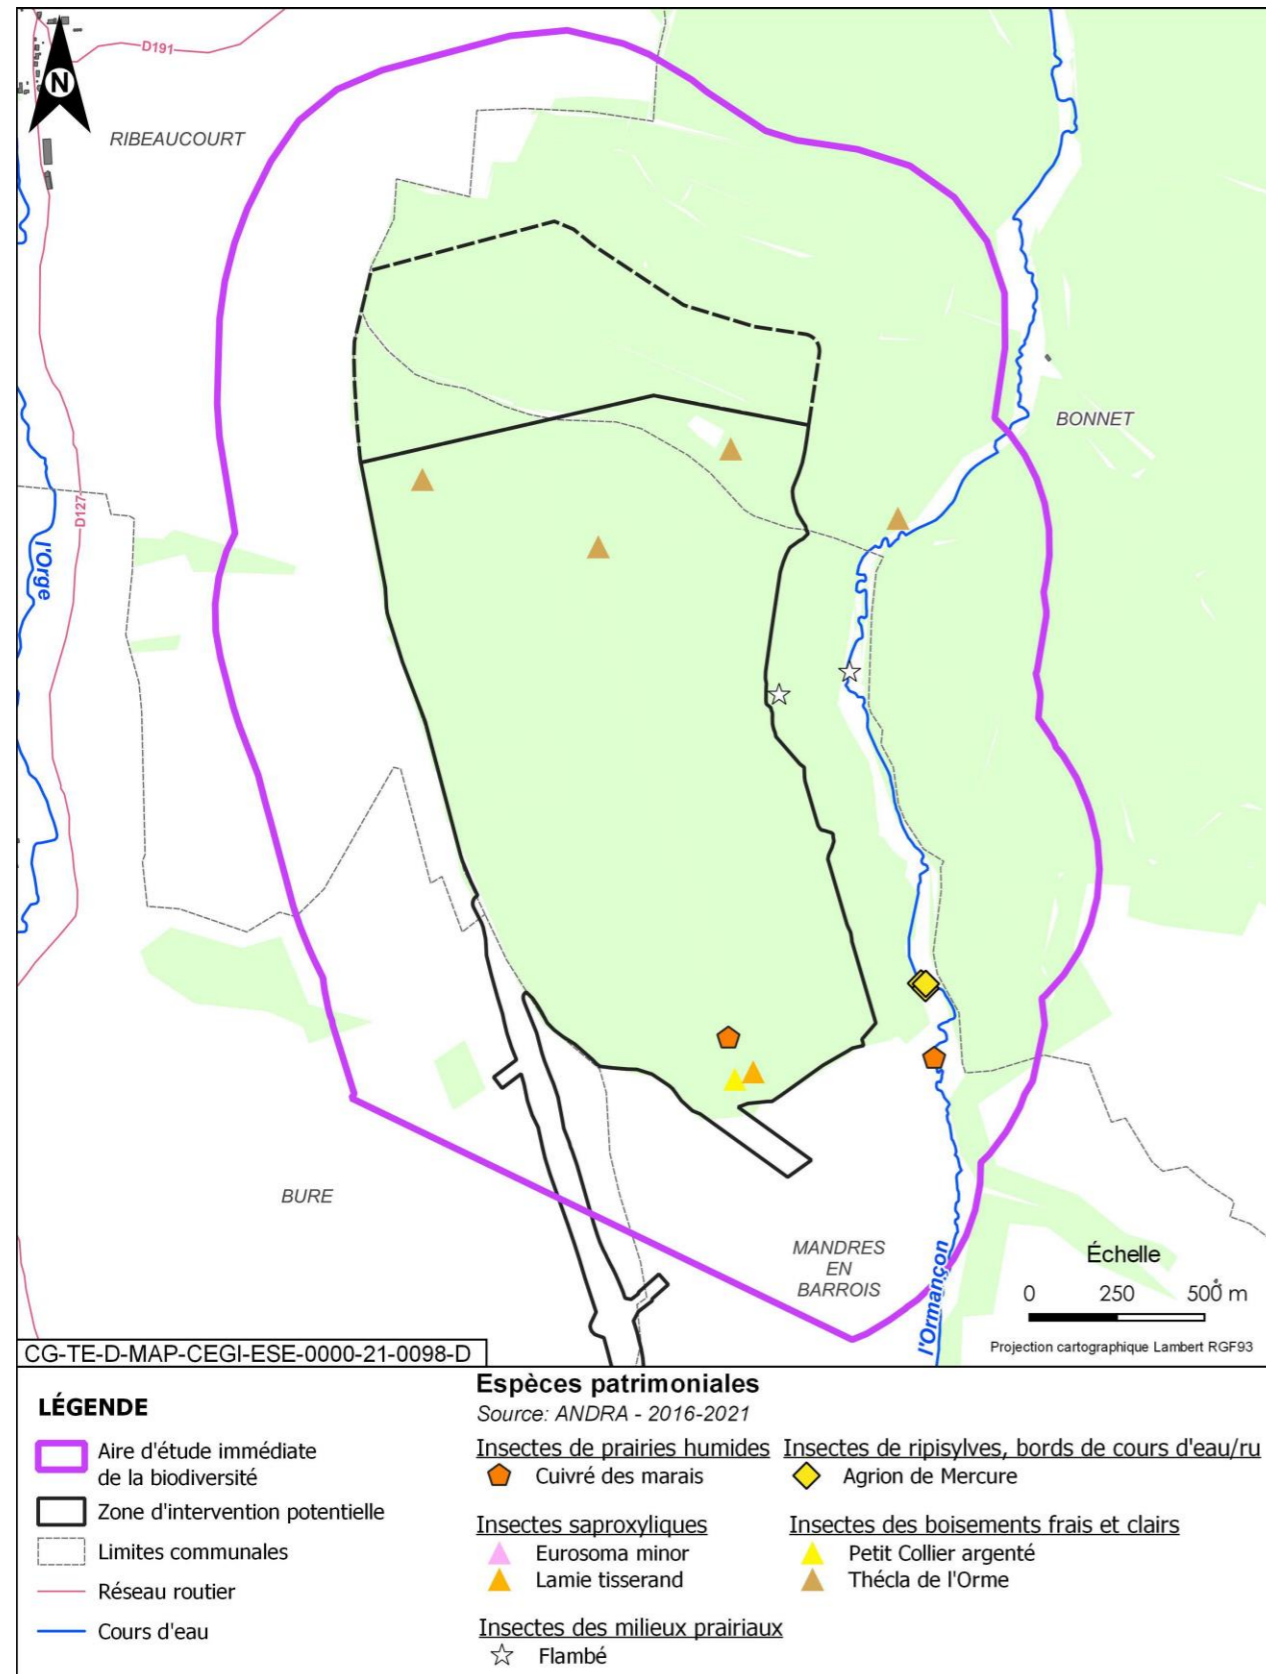 D191
N
RIBEAUCOURT
BONNET
D127
l'Orge
BURE
MANDRES
EN
BARROIS
l'Ormançon
Échelle
0 250 500 m
Projection cartographique Lambert RGF93
CG-TE-D-MAP-CEGI-ESE-0000-21-0098-D
LÉGENDE
Aire d'étude immédiate
de la biodiversité
Zone d'intervention potentielle
Limites communales
Réseau routier
Cours d'eau
Espèces patrimoniales
Source: ANDRA - 2016-2021
Insectes de prairies humides
Cuivré des marais
Insectes saproxyliques
Eurosoma minor
Lamie tisserand
Insectes des milieux prairiaux
Flambé
Insectes de ripisylves, bords de cours d'eau/ru
Agrion de Mercure
Insectes des boisements frais et clairs
Petit Collier argenté
Thécla de l'Orme